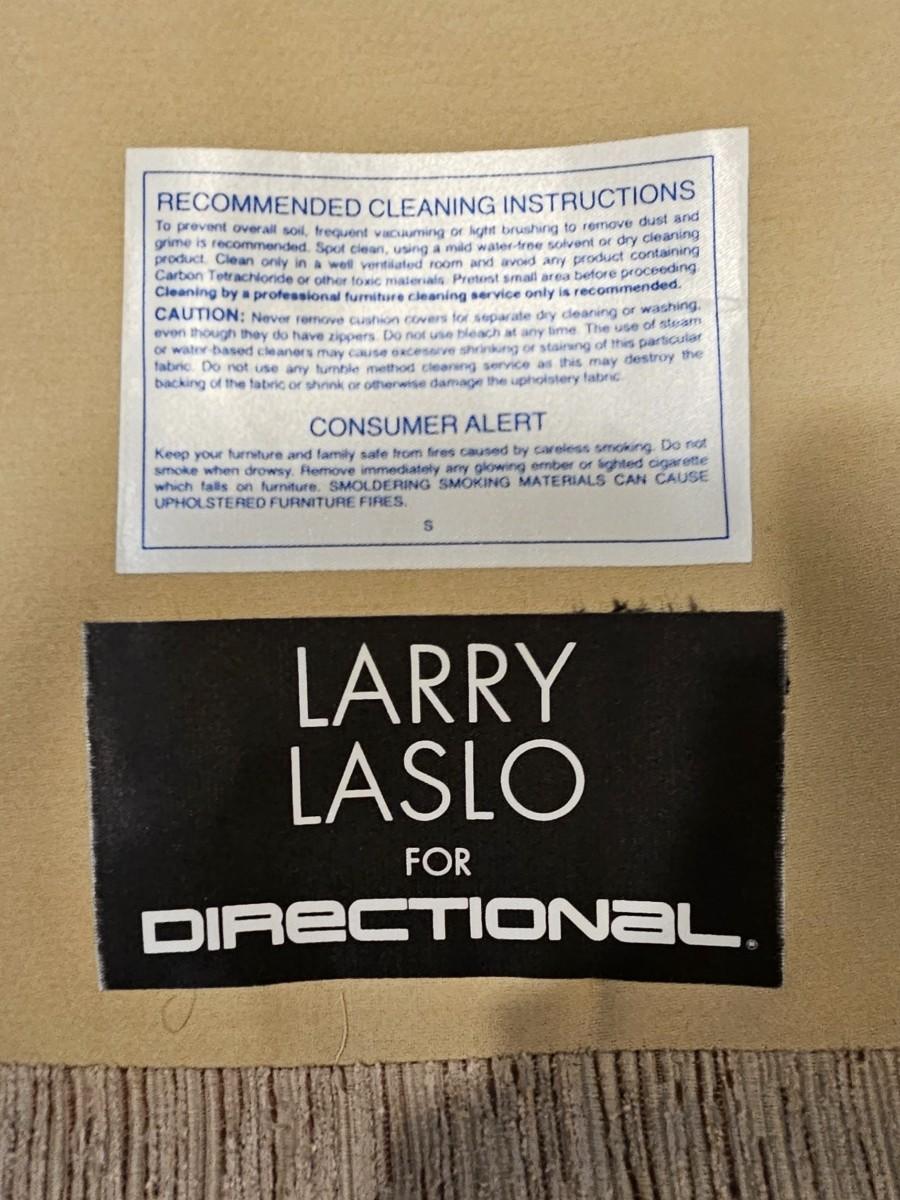 RECOMMENDED CLEANING INSTRUCTIONS
To prevent overall soil, frequent vacuuming or light brushing to remove dust and
grime is recommended. Spot clean, using a mild water-free solvent or dry cleaning
product. Clean only in a well ventilated room and avoid any product containing
Carbon Tetrachloride or other toxic materials. Pretest small area before proceeding.
Cleaning by a professional furniture cleaning service only is recommended.
CAUTION: Never remove cushion covers for separate dry cleaning or washing,
even though they do have zippers. Do not use bleach at any time. The use of steam
or water-based cleaners may cause excessive shrinking or staining of this particular
fabric. Do not use any tumble method cleaning service as this may destroy the
backing of the fabric or shrink or otherwise damage the upholstery fabric.
CONSUMER ALERT
Keep your furniture and family safe from fires caused by careless smoking. Do not
smoke when drowsy. Remove immediately any glowing ember or lighted cigarette
which falls on furniture. SMOLDERING SMOKING MATERIALS CAN CAUSE
UPHOLSTERED FURNITURE FIRES.
S
LARRY
LASLO
FOR
DIRECTIONAL®